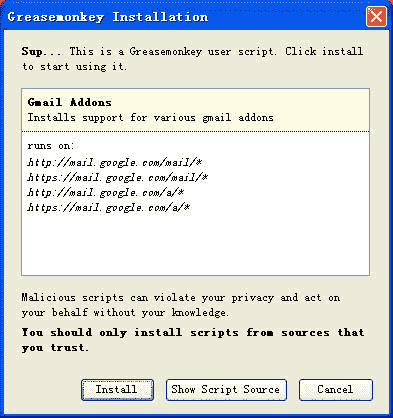 Greasemonkey Installation
Sup... This is a Greasemonkey user script. Click install
to start using it.
Gmail Addons
Installs support for various gmail addons
runs on:
http://mail.google.com/mail/*
https://mail.google.com/mail/*
http://mail.google.com/a/*
https://mail.google.com/a/*
Malicious scripts can violate your privacy and act on
your behalf without your knowledge.
You should only install scripts from sources that
you trust.
Install Show Script Source Cancel